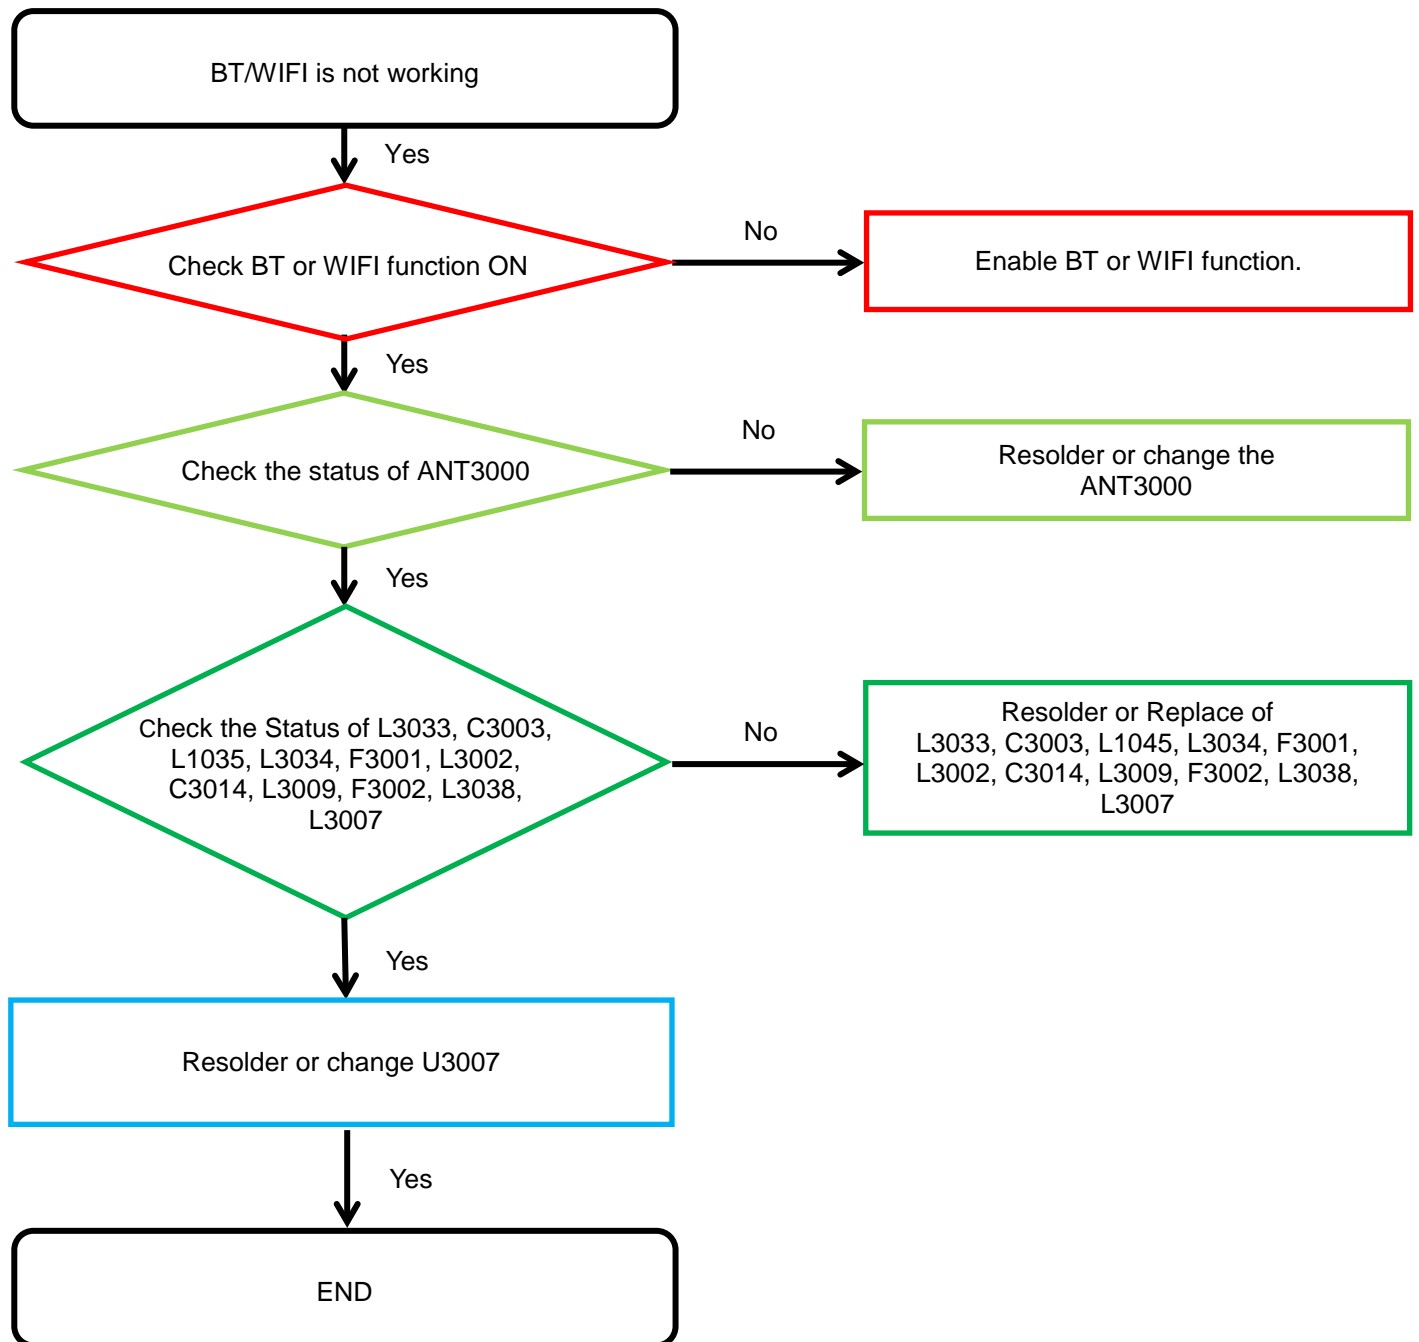 BT/WIFI is not working
Yes
Check BT or WIFI function ON
No
Enable BT or WIFI function.
Yes
Check the status of ANT3000
No
Resolder or change the
ANT3000
Yes
Check the Status of L3033, C3003,
L1035, L3034, F3001, L3002,
C3014, L3009, F3002, L3038,
L3007
No
Resolder or Replace of
L3033, C3003, L1045, L3034, F3001,
L3002, C3014, L3009, F3002, L3038,
L3007
Yes
Resolder or change U3007
Yes
END